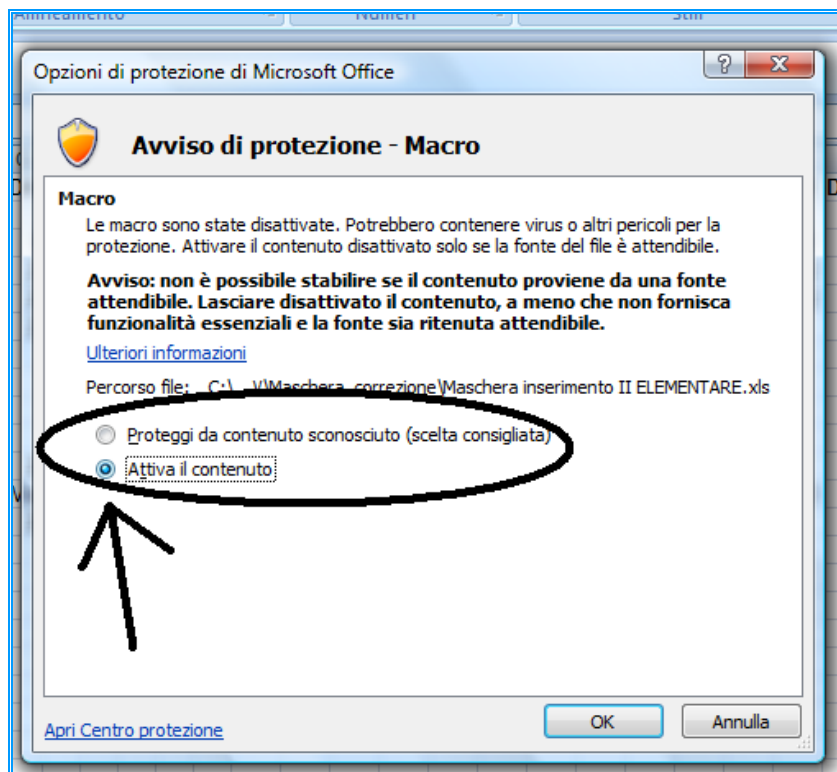 Numeri
Stili
Opzioni di protezione di Microsoft Office
Avviso di protezione - Macro
Macro
Le macro sono state disattivate. Potrebbero contenere virus o altri pericoli per la
protezione. Attivare il contenuto disattivato solo se la fonte del file è attendibile.
Avviso: non è possibile stabilire se il contenuto proviene da una fonte
attendibile. Lasciare disattivato il contenuto, a meno che non fornisca
funzionalità essenziali e la fonte sia ritenuta attendibile.
Ulteriori informazioni
Percorso file: C:\...V\Maschera correzione\Maschera inserimento II ELEMENTARE.xls
Proteggi da contenuto sconosciuto (scelta consigliata)
Attiva il contenuto
Apri Centro protezione
OK
Annulla